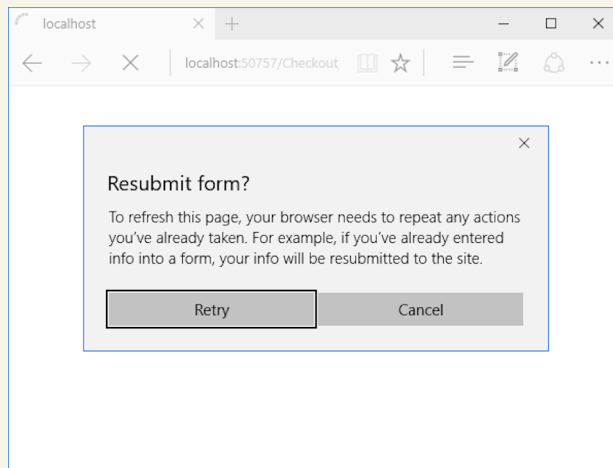 localhost
localhost:50757/Checkout
Resubmit form?
To refresh this page, your browser needs to repeat any actions
you've already taken. For example, if you've already entered
info into a form, your info will be resubmitted to the site.
Retry
Cancel